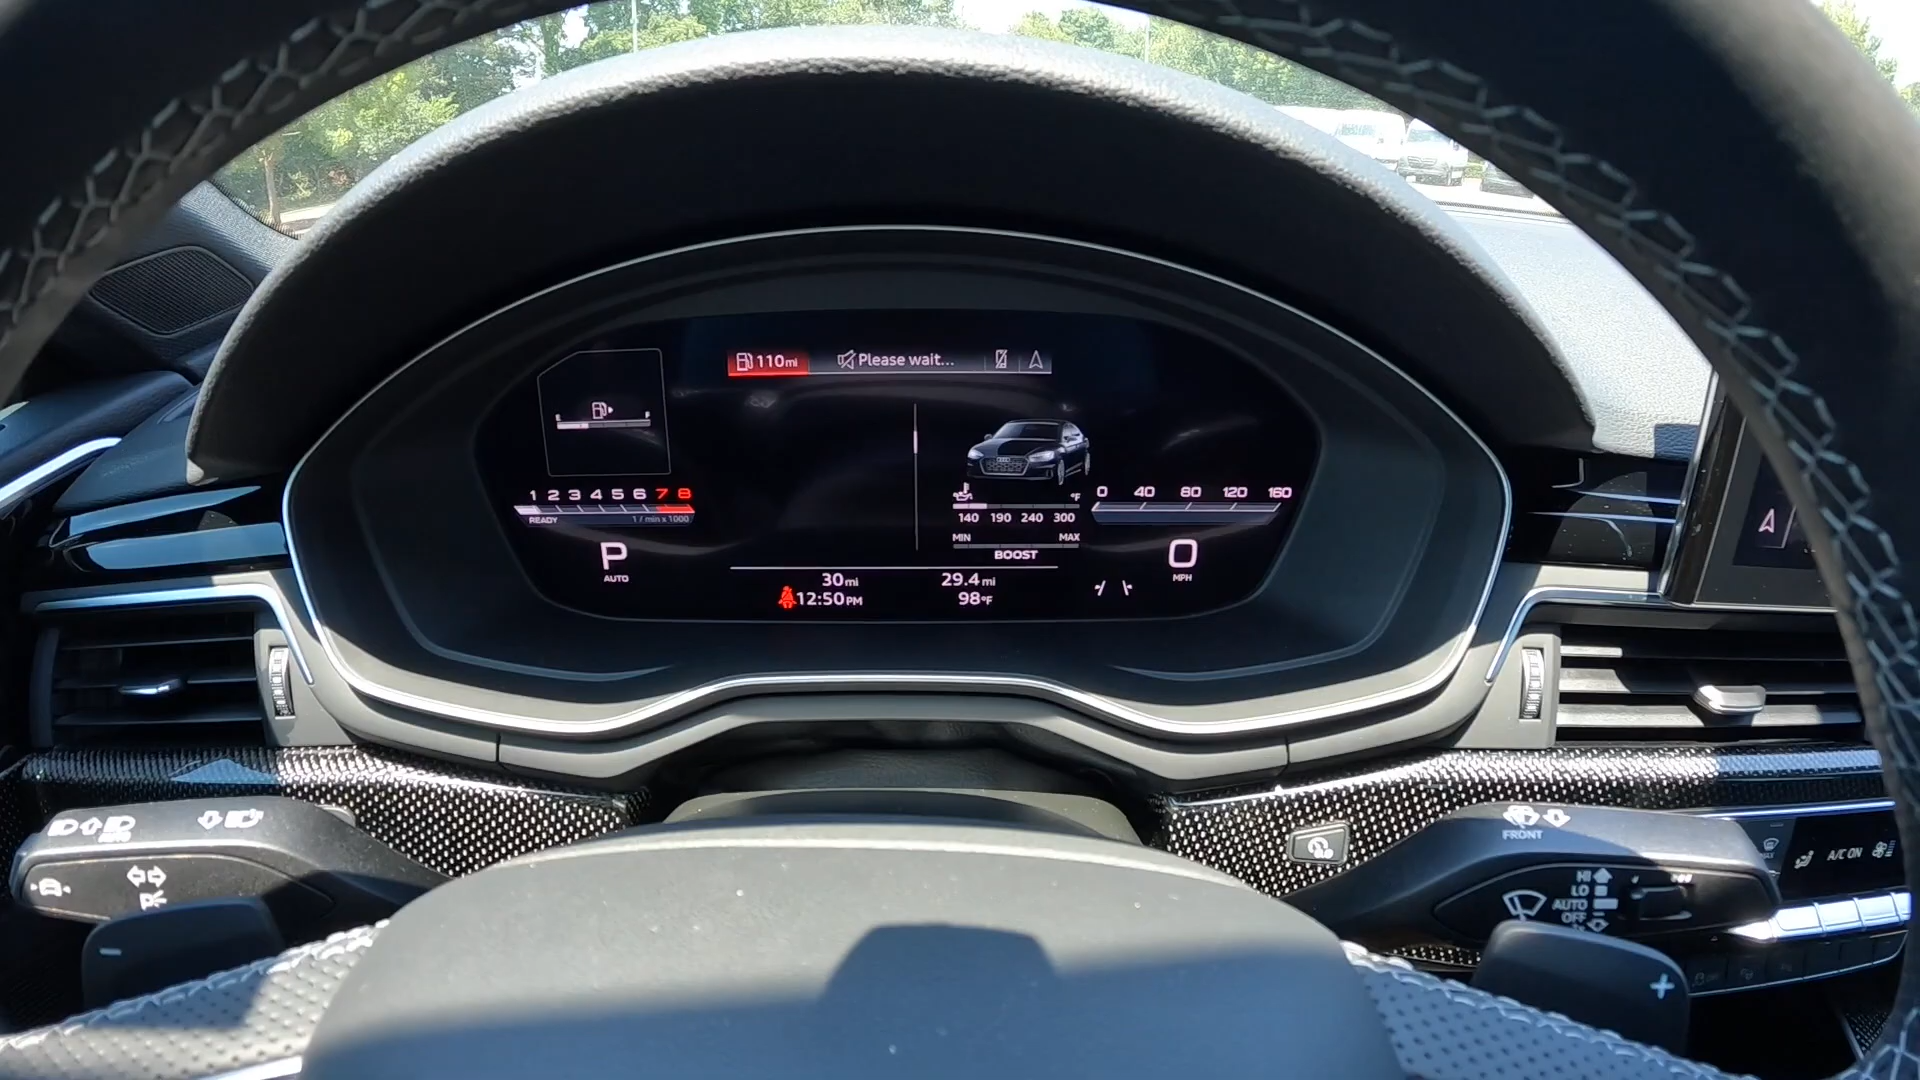 110mi
Please wait...
E F
1 2 3 4 5 6 7 8
READY
1 / min x 1000
P
AUTO
°F
140 190 240 300
MIN MAX
BOOST
0 40 80 120 160
0
MPH
30mi
29.4mi
12:50PM
98°F
AUTO
FRONT
HI
LO
AUTO
OFF
MAX
A/C ON
-
+